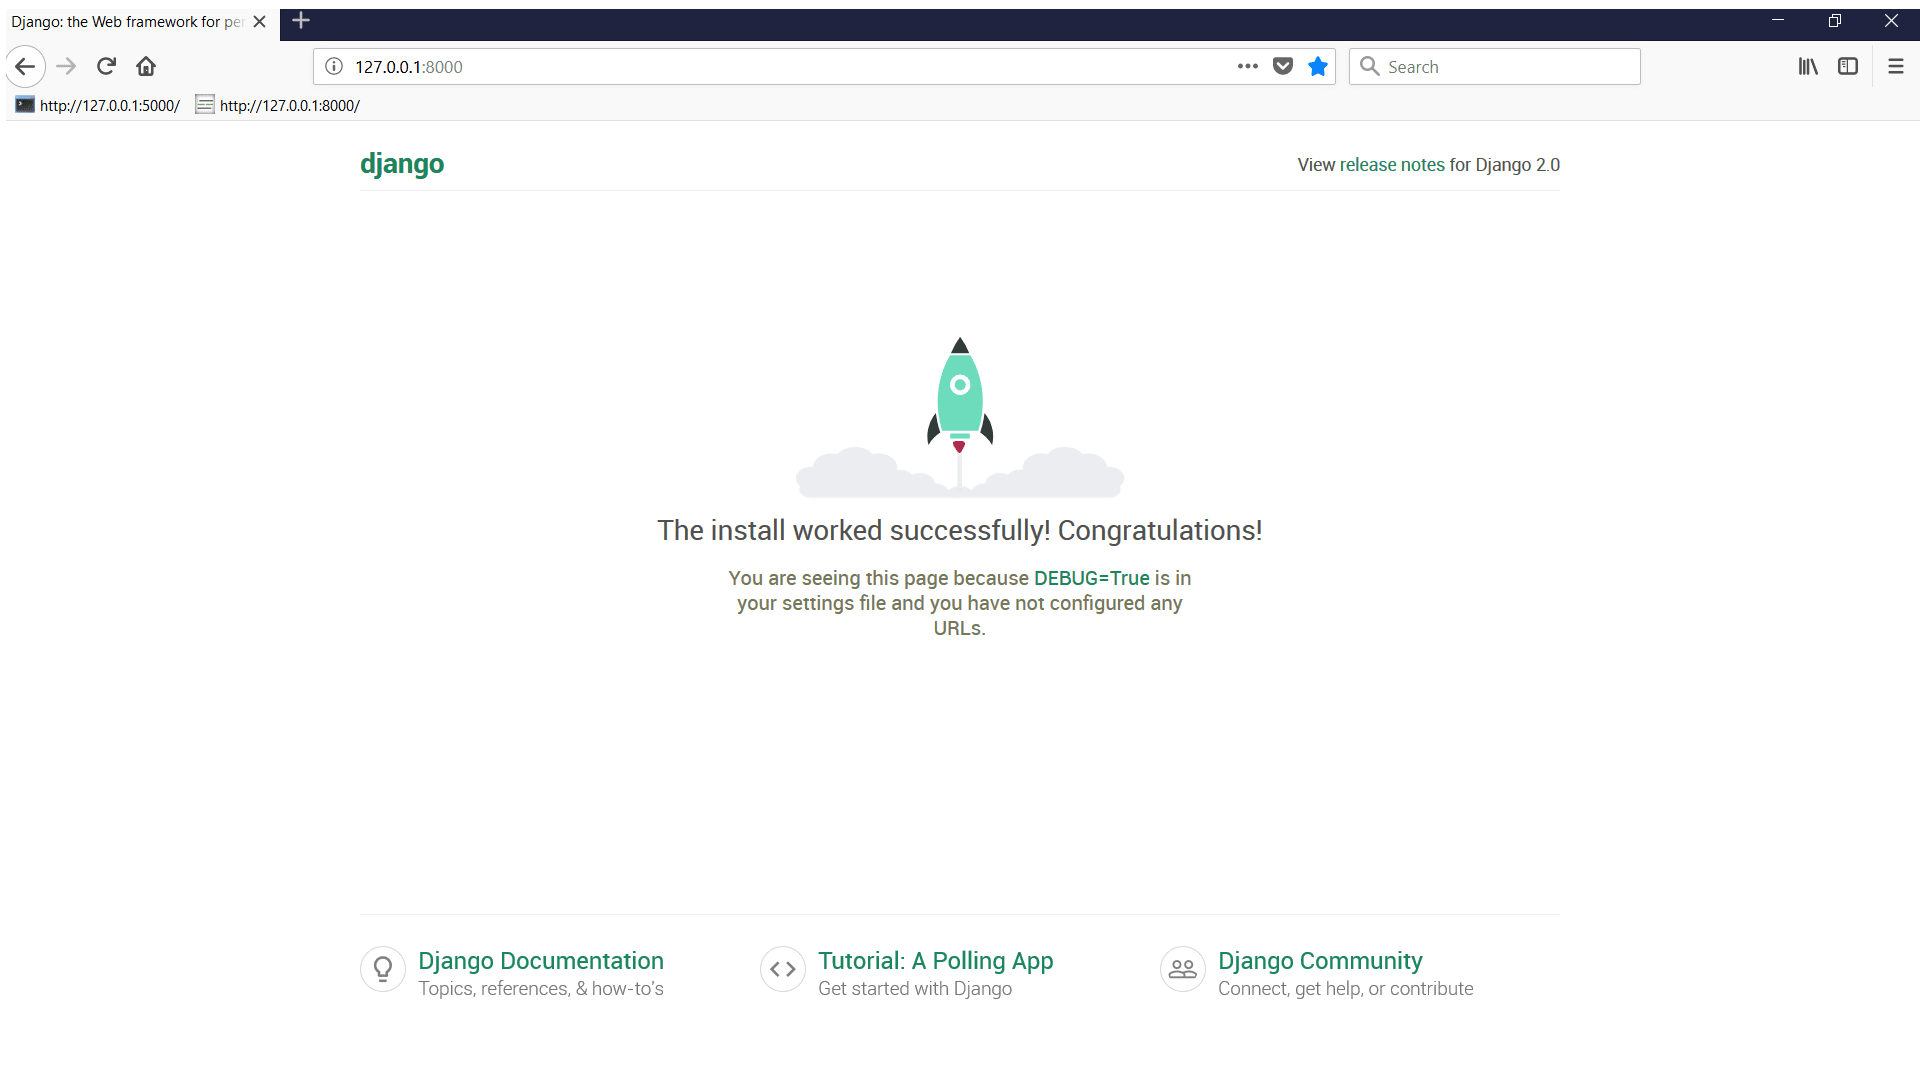 Django: the Web framework for per
127.0.0.1:8000
Search
http://127.0.0.1:5000/ http://127.0.0.1:8000/
django
View release notes for Django 2.0
The install worked successfully! Congratulations!
You are seeing this page because DEBUG=True is in
your settings file and you have not configured any
URLs.
Django Documentation
Topics, references, & how-to's
Tutorial: A Polling App
Get started with Django
Django Community
Connect, get help, or contribute